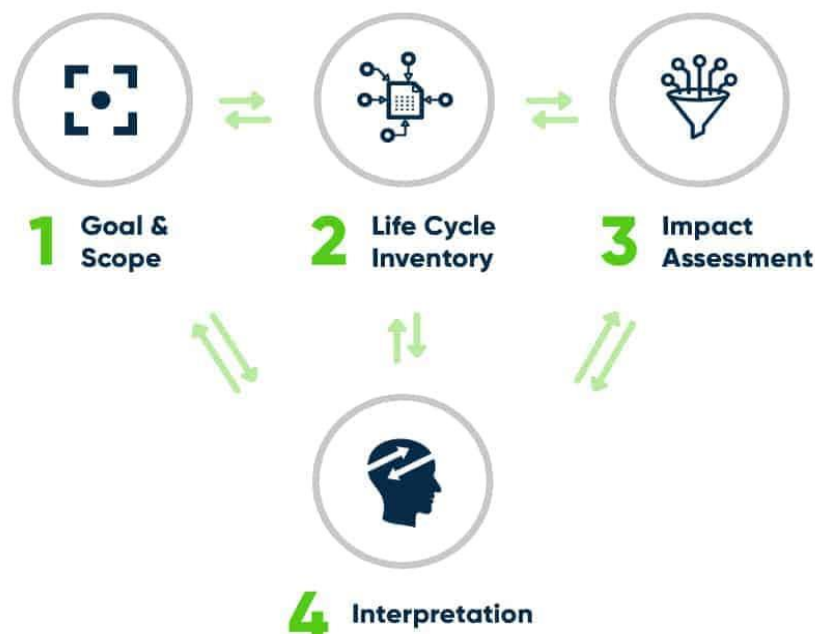 1 Goal &
Scope
2 Life Cycle
Inventory
3 Impact
Assessment
4 Interpretation